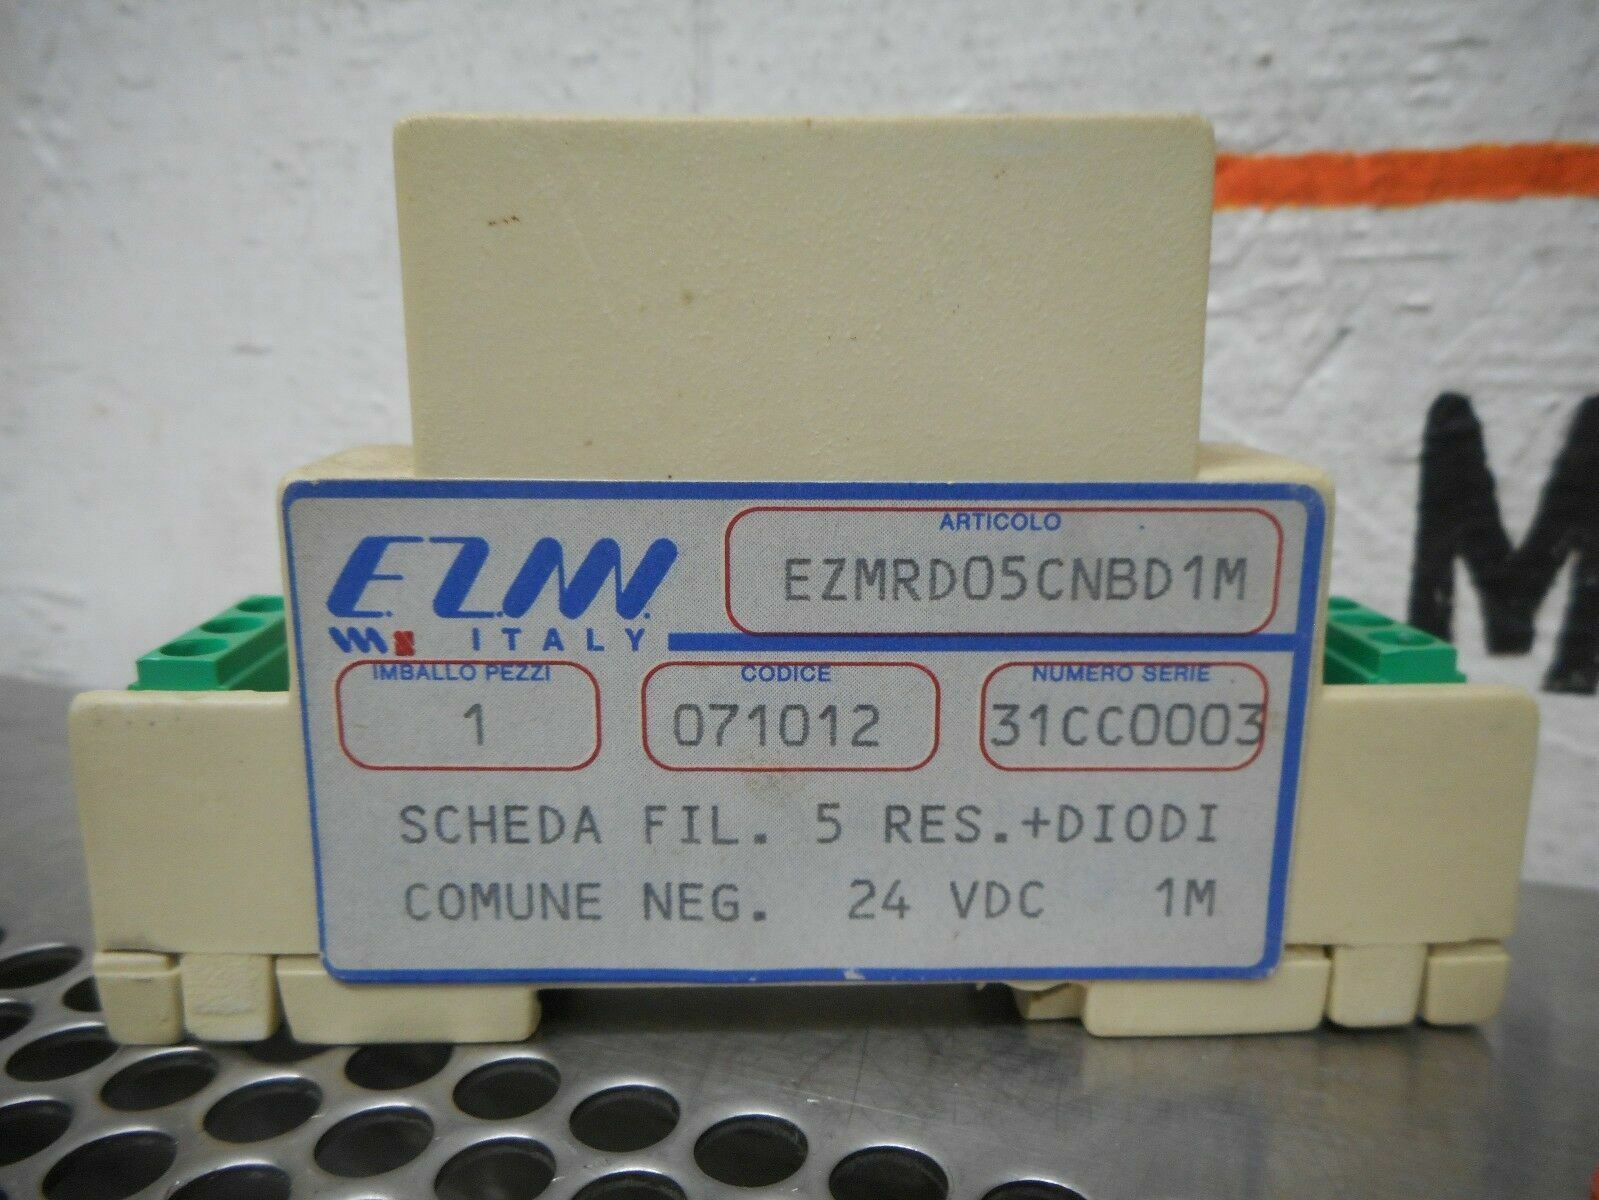 ARTICOLO
E.Z.M.
EZMRD05CNBD1M
ITALY
IMBALLO PEZZI CODICE NUMERO SERIE
1 071012 31CC0003
SCHEDA FIL. 5 RES.+DIODI
COMUNE NEG. 24 VDC 1M
M